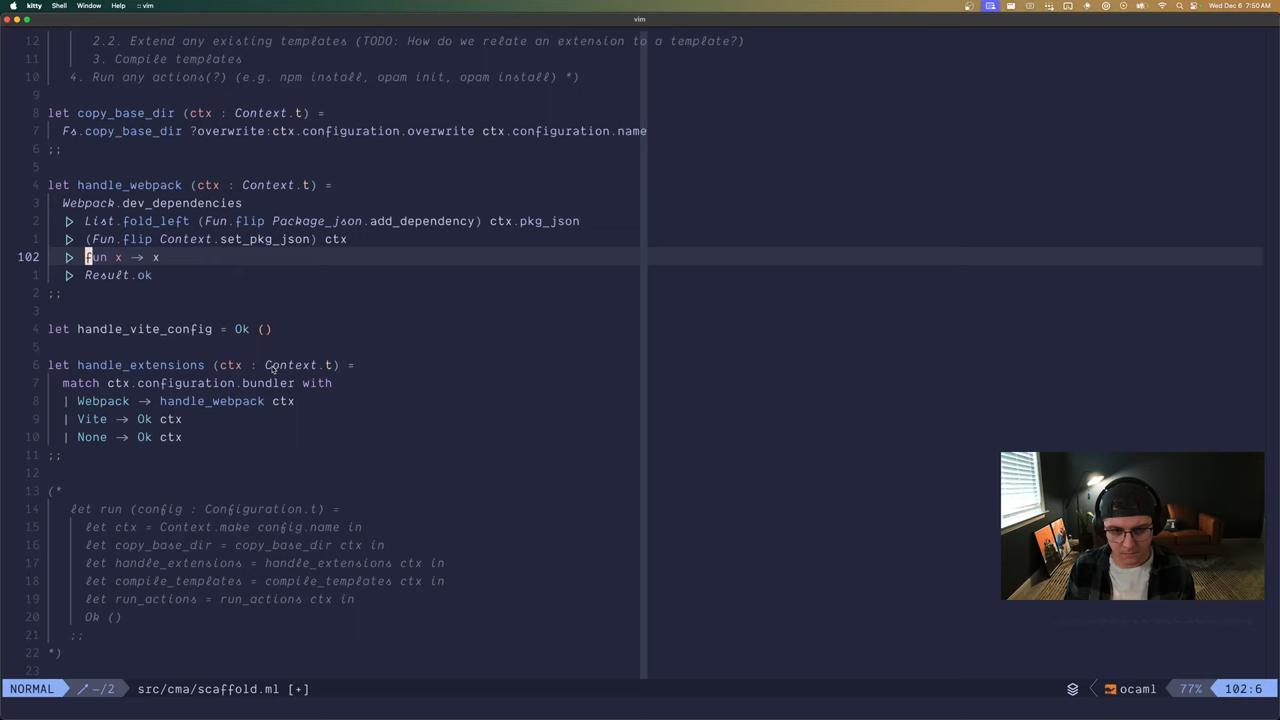 kitty Shell Window Help :: vim Wed Dec 6 7:50 AM
vim
12 2.2. Extend any existing templates (TODO: How do we relate an extension to a template?)
11 3. Compile templates
10 4. Run any actions(?) (e.g. npm install, opam init, opam install) *)
9
8 let copy_base_dir (ctx : Context.t) =
7 Fs.copy_base_dir ?overwrite:ctx.configuration.overwrite ctx.configuration.name
6 ;;
5
4 let handle_webpack (ctx : Context.t) =
3 Webpack.dev_dependencies
2 ▷ List.fold_left (Fun.flip Package_json.add_dependency) ctx.pkg_json
1 ▷ (Fun.flip Context.set_pkg_json) ctx
102 ▷ fun x → x
1 ▷ Result.ok
2 ;;
3
4 let handle_vite_config = Ok ()
5
6 let handle_extensions (ctx : Context.t) =
7 match ctx.configuration.bundler with
8 | Webpack → handle_webpack ctx
9 | Vite → Ok ctx
10 | None → Ok ctx
11 ;;
12
13 (*
14 let run (config : Configuration.t) =
15 let ctx = Context.make config.name in
16 let copy_base_dir = copy_base_dir ctx in
17 let handle_extensions = handle_extensions ctx in
18 let compile_templates = compile_templates ctx in
19 let run_actions = run_actions ctx in
20 Ok ()
21 ;;
22 *)
23
NORMAL -/2 src/cma/scaffold.ml [+] ocaml 77% 102:6